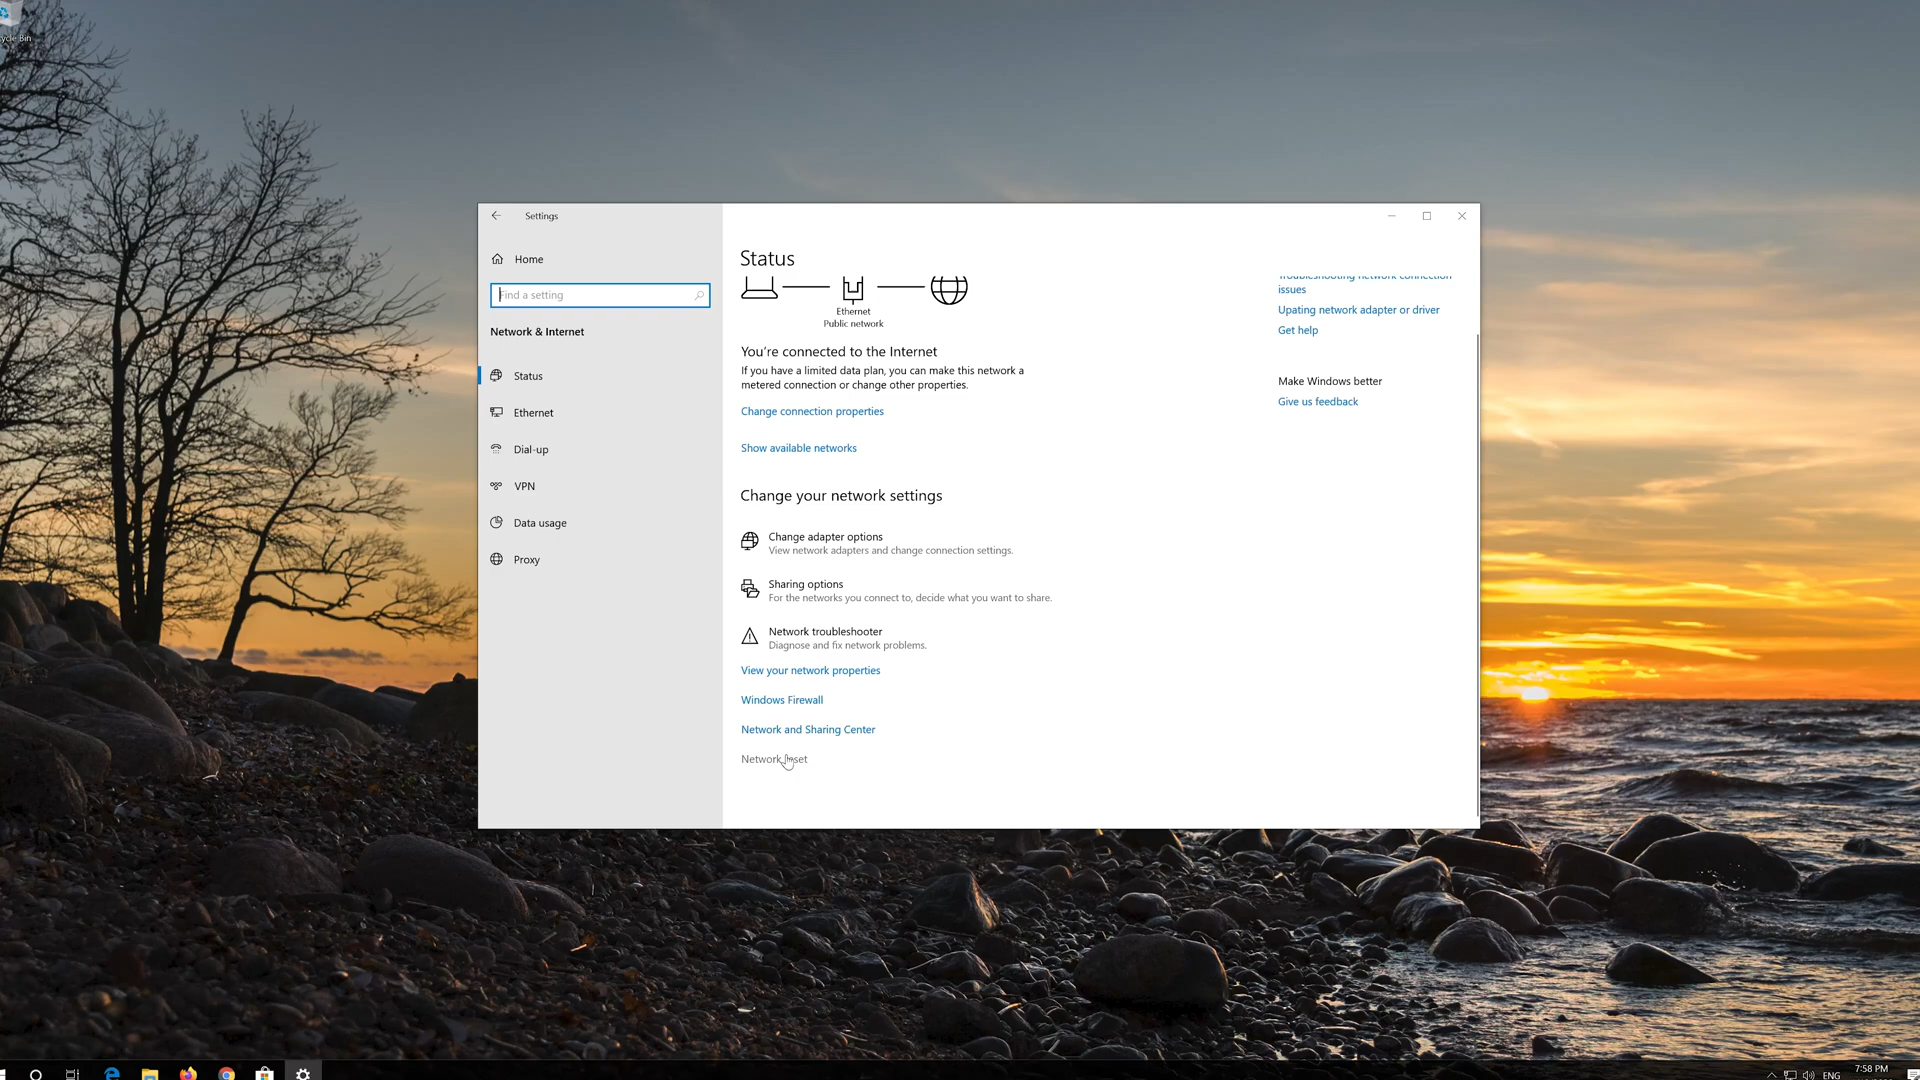 Settings
Home
Find a setting
Network & Internet
Status
Ethernet
Dial-up
VPN
Data usage
Proxy
Status
Ethernet
Public network
You're connected to the Internet
If you have a limited data plan, you can make this network a
metered connection or change other properties.
Change connection properties
Show available networks
Change your network settings
Change adapter options
View network adapters and change connection settings.
Sharing options
For the networks you connect to, decide what you want to share.
Network troubleshooter
Diagnose and fix network problems.
View your network properties
Windows Firewall
Network and Sharing Center
Network
Troubleshooting network connection
issues
Upating network adapter or driver
Get help
Make Windows better
Give us feedback
ENG
7:58 PM